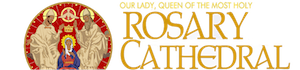 OUR LADY, QUEEN OF THE MOST HOLY
ROSARY
CATHEDRAL